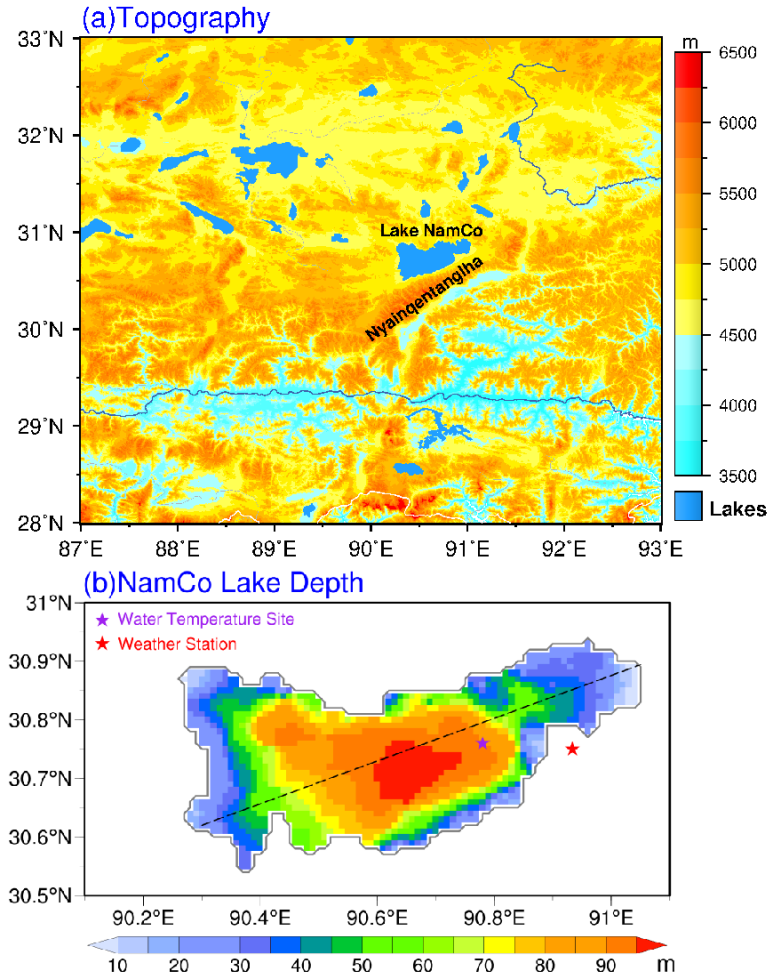 (a)Topography
33°N
32°N
31°N
30°N
29°N
28°N
87°E 88°E 89°E 90°E 91°E 92°E 93°E
Lake NamCo
Nyainqentanglha
m
6500
6000
5500
5000
4500
4000
3500
Lakes
(b)NamCo Lake Depth
31°N
30.9°N
30.8°N
30.7°N
30.6°N
30.5°N
Water Temperature Site
Weather Station
90.2°E 90.4°E 90.6°E 90.8°E 91°E
10 20 30 40 50 60 70 80 90 m